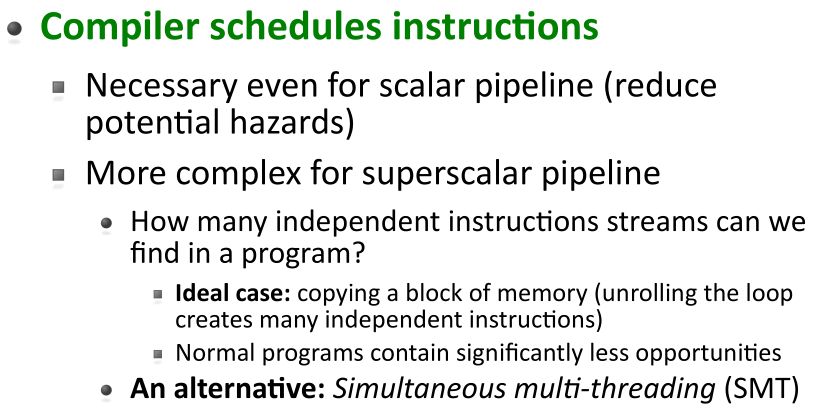 Compiler schedules instructions
Necessary even for scalar pipeline (reduce
potential hazards)
More complex for superscalar pipeline
How many independent instructions streams can we
find in a program?
Ideal case: copying a block of memory (unrolling the loop
creates many independent instructions)
Normal programs contain significantly less opportunities
An alternative: Simultaneous multi-threading (SMT)